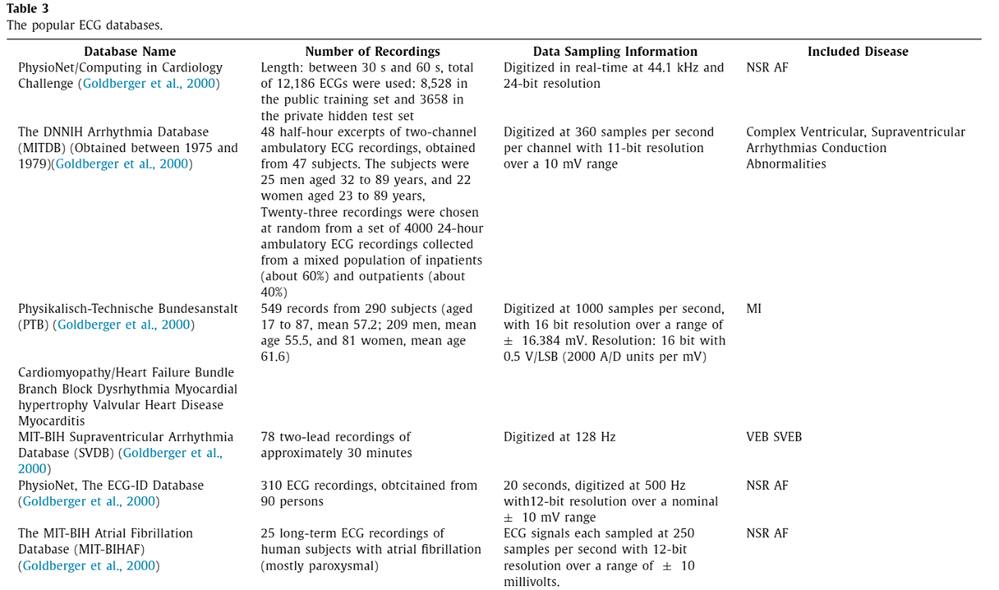 Table 3
The popular ECG databases.
Database Name Number of Recordings Data Sampling Information Included Disease
PhysioNet/Computing in Cardiology Length: between 30 s and 60 s, total Digitized in real-time at 44.1 kHz and NSR AF
Challenge (Goldberger et al., 2000) of 12,186 ECGs were used: 8,528 in 24-bit resolution
the public training set and 3658 in
the private hidden test set
The DNNIH Arrhythmia Database 48 half-hour excerpts of two-channel Digitized at 360 samples per second Complex Ventricular, Supraventricular
(MITDB) (Obtained between 1975 and ambulatory ECG recordings, obtained per channel with 11-bit resolution Arrhythmias Conduction
1979)(Goldberger et al., 2000) from 47 subjects. The subjects were over a 10 mV range Abnormalities
25 men aged 32 to 89 years, and 22
women aged 23 to 89 years,
Twenty-three recordings were chosen
at random from a set of 4000 24-hour
ambulatory ECG recordings collected
from a mixed population of inpatients
(about 60%) and outpatients (about
40%)
Physikalisch-Technische Bundesanstalt 549 records from 290 subjects (aged Digitized at 1000 samples per second, MI
(PTB) (Goldberger et al., 2000) 17 to 87, mean 57.2; 209 men, mean with 16 bit resolution over a range of
age 55.5, and 81 women, mean age ± 16.384 mV. Resolution: 16 bit with
61.6) 0.5 V/LSB (2000 A/D units per mV)
Cardiomyopathy/Heart Failure Bundle
Branch Block Dysrhythmia Myocardial
hypertrophy Valvular Heart Disease
Myocarditis
MIT-BIH Supraventricular Arrhythmia 78 two-lead recordings of Digitized at 128 Hz VEB SVEB
Database (SVDB) (Goldberger et al., approximately 30 minutes
2000)
PhysioNet, The ECG-ID Database 310 ECG recordings, obtcitained from 20 seconds, digitized at 500 Hz NSR AF
(Goldberger et al., 2000) 90 persons with12-bit resolution over a nominal
± 10 mV range
The MIT-BIH Atrial Fibrillation 25 long-term ECG recordings of ECG signals each sampled at 250 NSR AF
Database (MIT-BIHAF) human subjects with atrial fibrillation samples per second with 12-bit
(Goldberger et al., 2000) (mostly paroxysmal) resolution over a range of ± 10
millivolts.